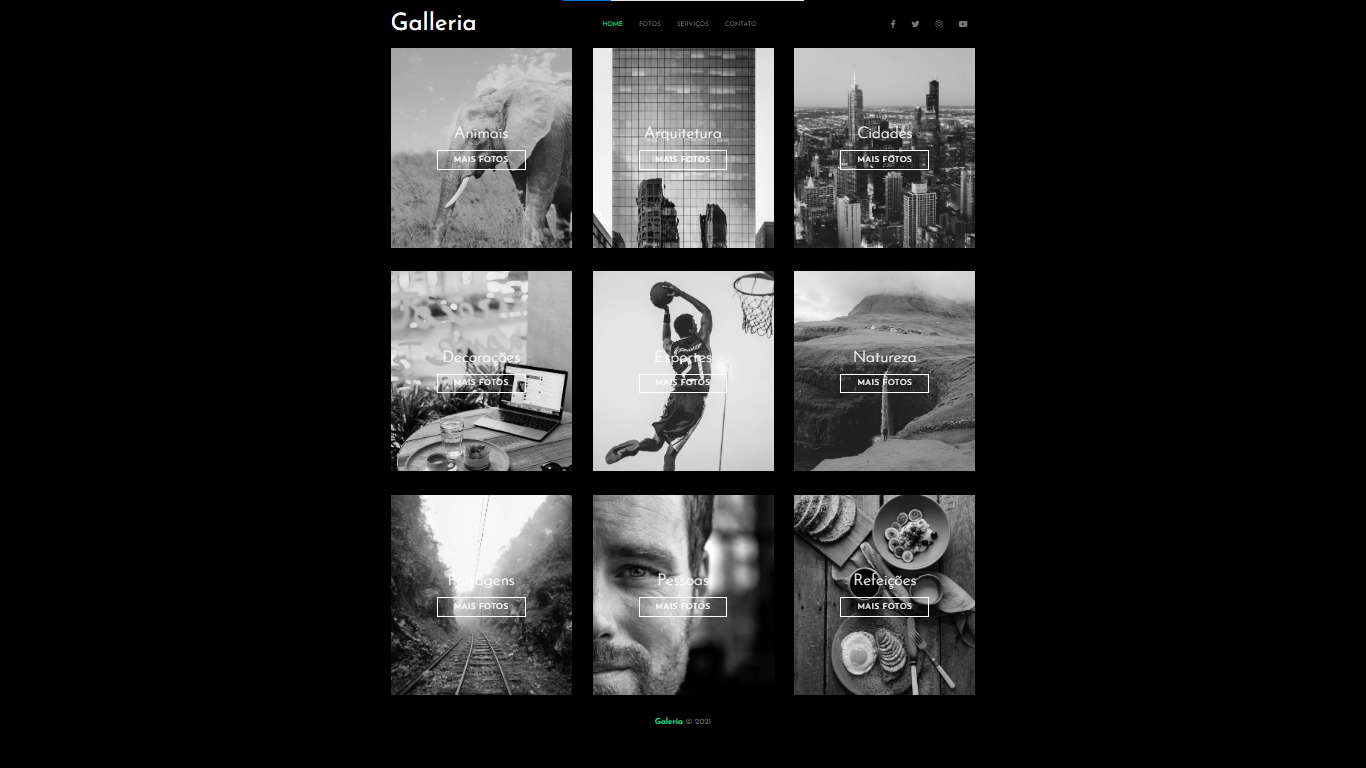 Galleria
HOME FOTOS SERVIÇOS CONTATO
Animais
MAIS FOTOS
Arquitetura
MAIS FOTOS
Cidades
MAIS FOTOS
Decorações
MAIS FOTOS
Esportes
MAIS FOTOS
Natureza
MAIS FOTOS
Paisagens
MAIS FOTOS
Pessoas
MAIS FOTOS
Refeições
MAIS FOTOS
Galeria © 2021